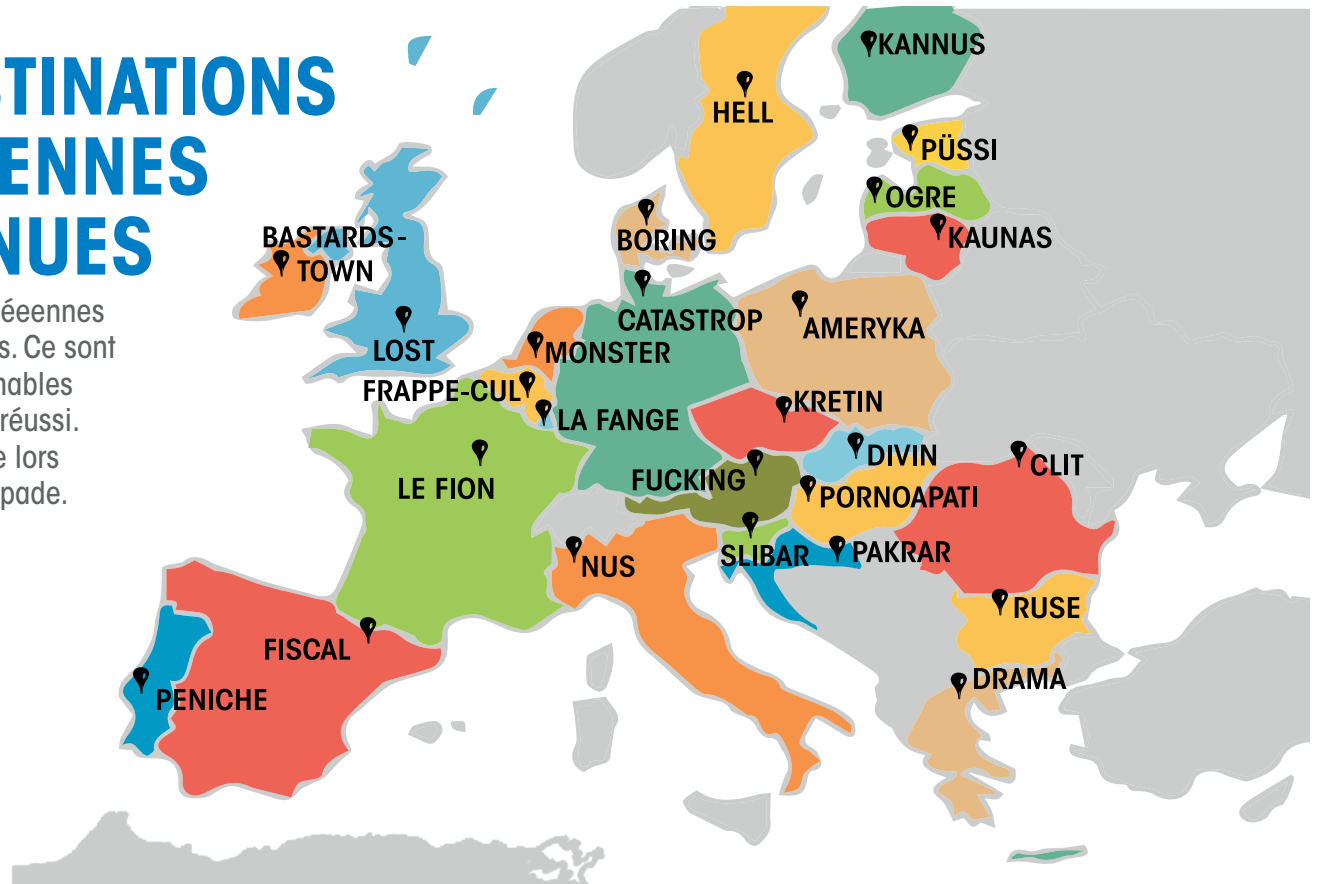 STINATIONS
ENNES
NUES
éeennes
s. Ce sont
nables
réussi.
e lors
pade.
KANNUS
HELL
PÜSSI
OGRE
BORING
KAUNAS
BASTARDS-
TOWN
CATASTROP
AMERYKA
LOST
MONSTER
FRAPPE-CUL
KRETIN
LA FANGE
DIVIN
CLIT
LE FION
FUCKING
PORNOAPATI
SLIBAR
PAKRAR
NUS
RUSE
FISCAL
DRAMA
PENICHE